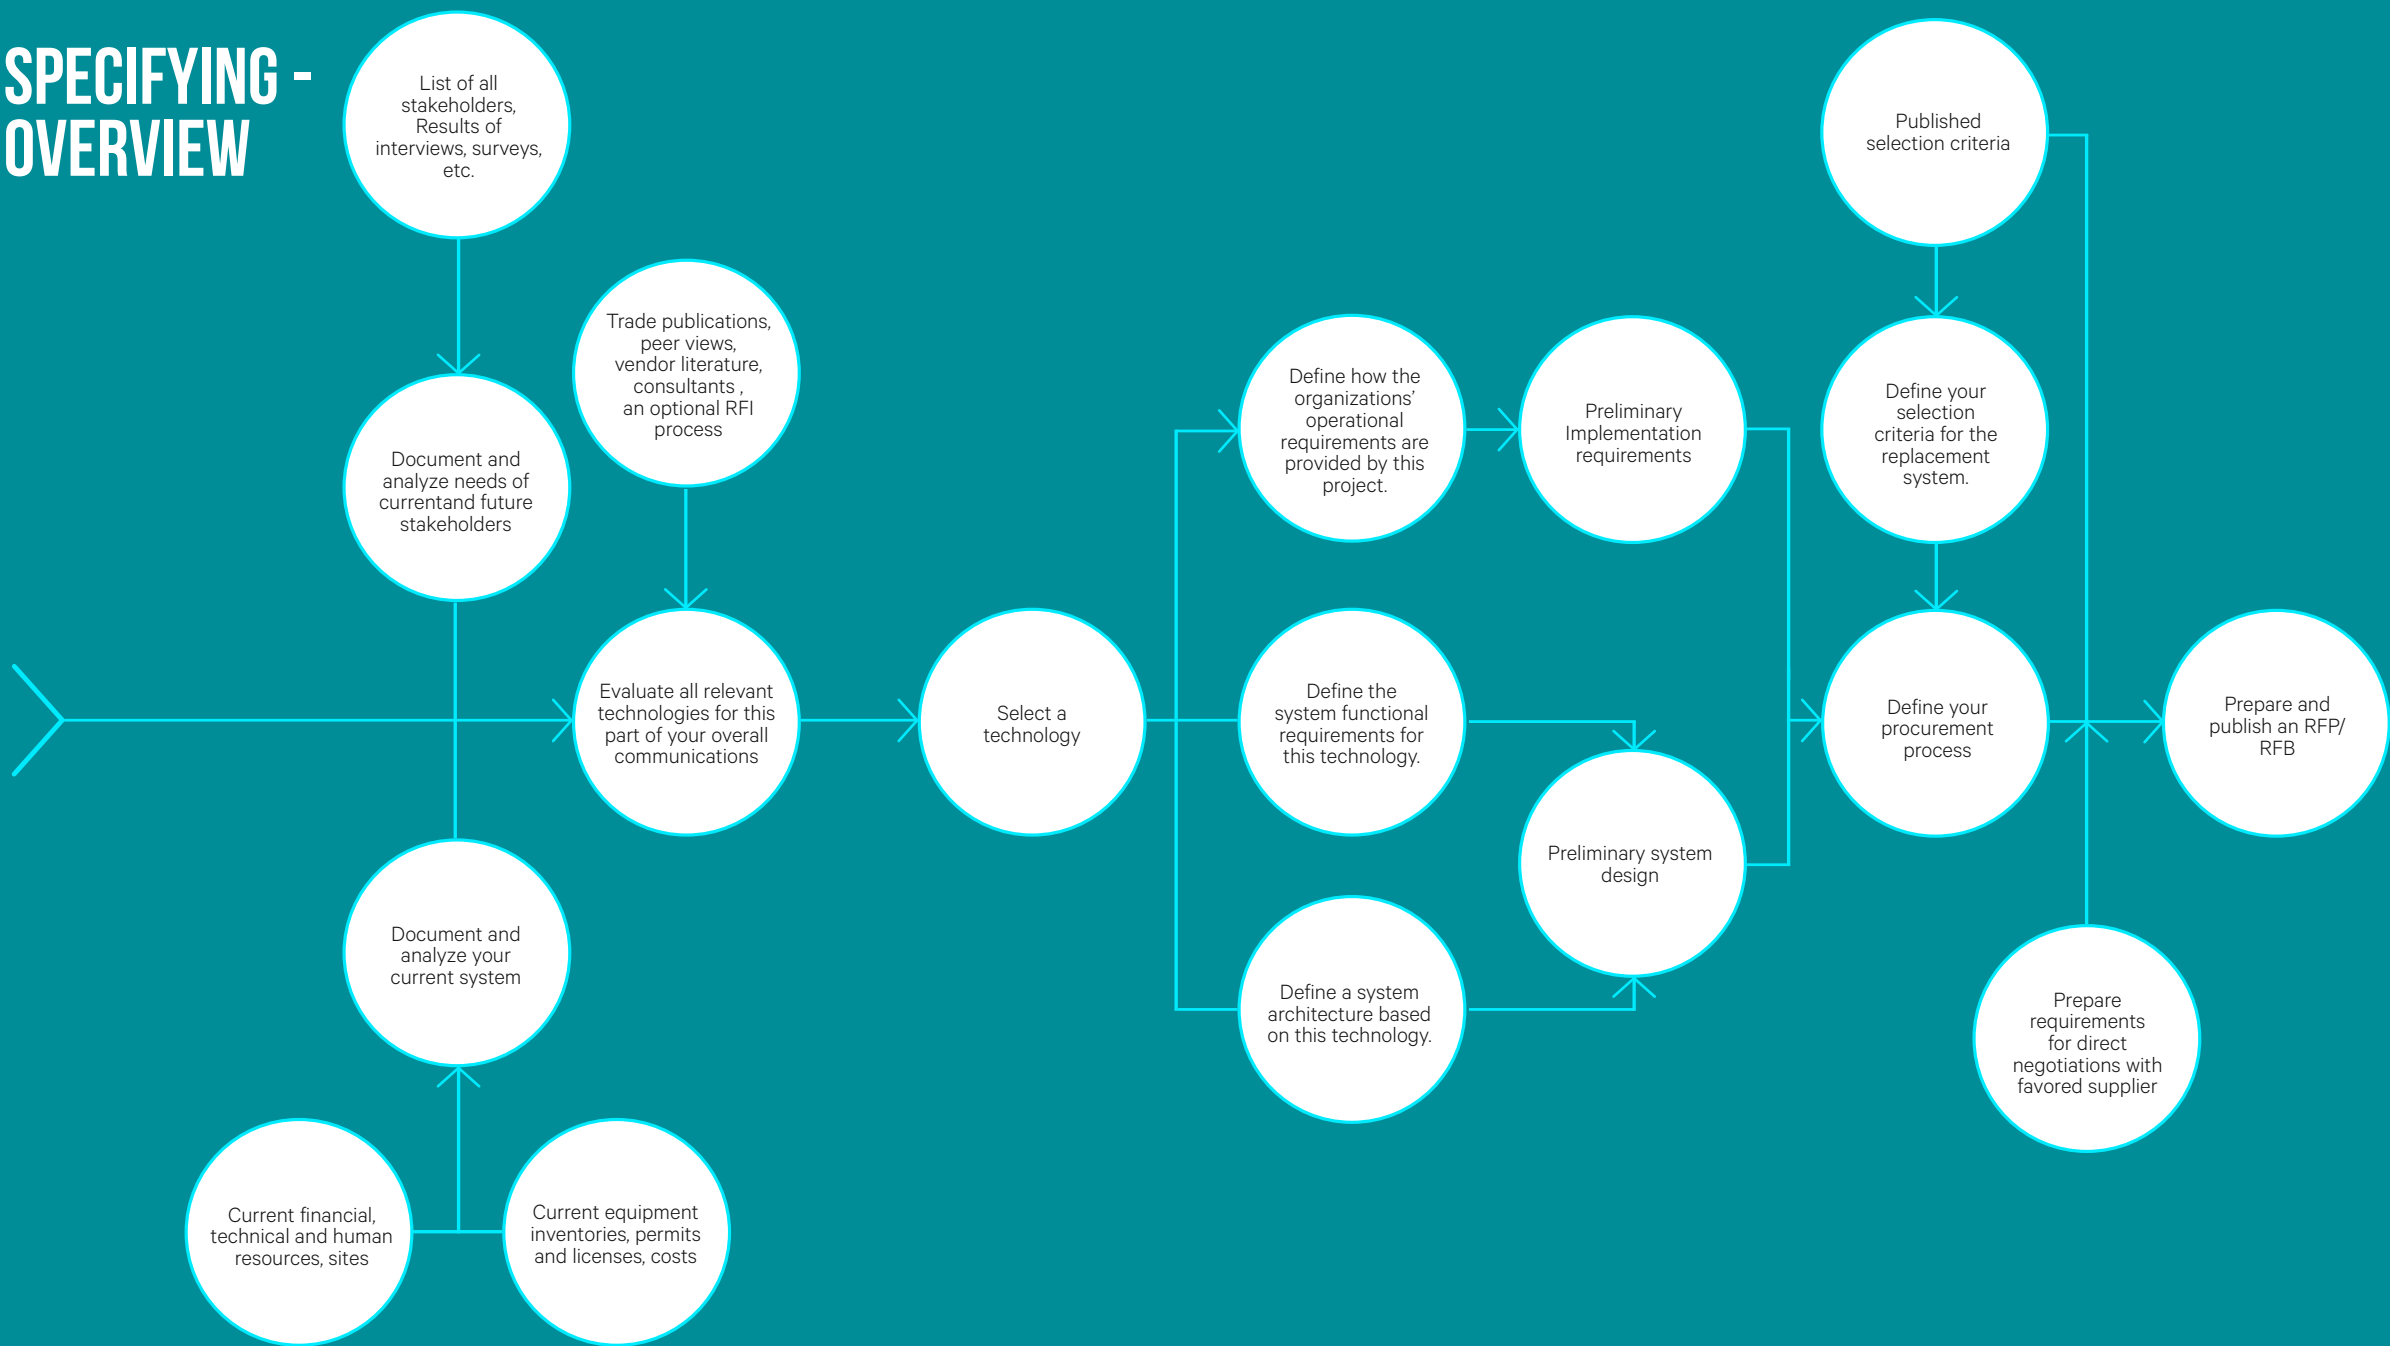 SPECIFYING -
OVERVIEW
List of all
stakeholders,
Results of
interviews, surveys,
etc.
Document and
analyze needs of
currentand future
stakeholders
Trade publications,
peer views,
vendor literature,
consultants ,
an optional RFI
process
Evaluate all relevant
technologies for this
part of your overall
communications
Document and
analyze your
current system
Current financial,
technical and human
resources, sites
Current equipment
inventories, permits
and licenses, costs
Select a
technology
Define how the
organizations’
operational
requirements are
provided by this
project.
Preliminary
Implementation
requirements
Define the
system functional
requirements for
this technology.
Define a system
architecture based
on this technology.
Preliminary system
design
Published
selection criteria
Define your
selection
criteria for the
replacement
system.
Define your
procurement
process
Prepare
requirements
for direct
negotiations with
favored supplier
Prepare and
publish an RFP/
RFB